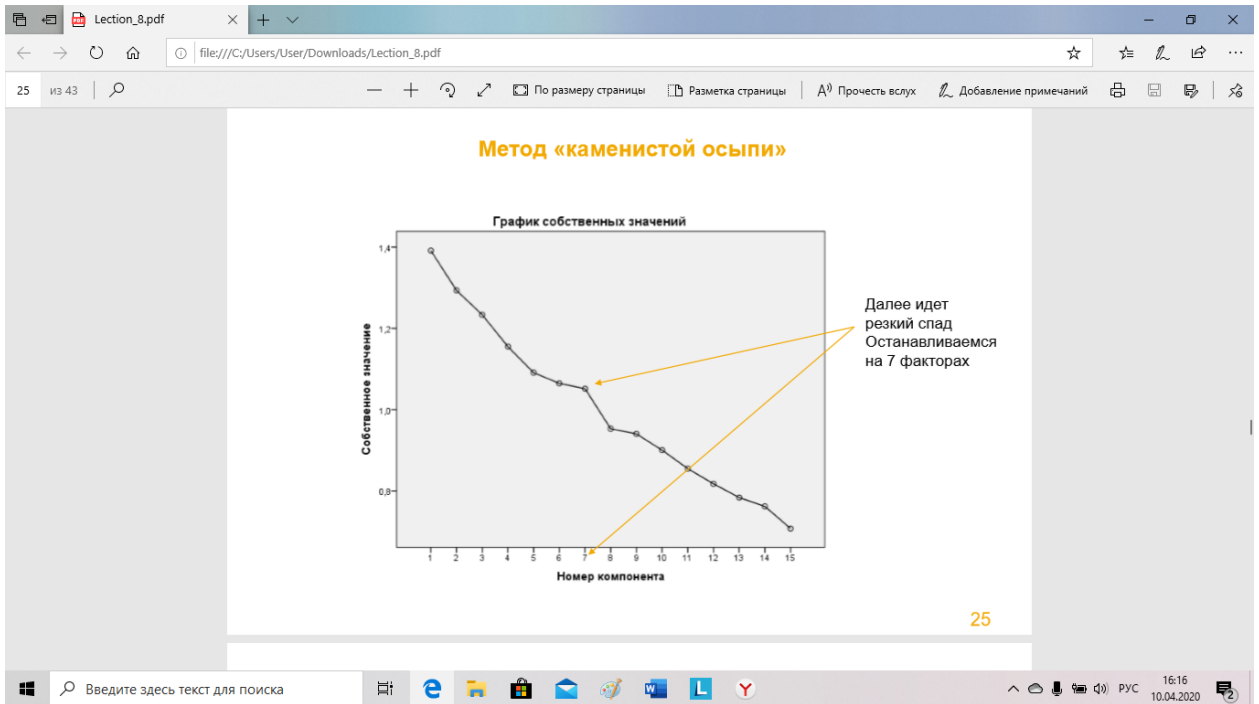 Lection_8.pdf
file:///C:/Users/User/Downloads/Lection_8.pdf
25 из 43
По размеру страницы
Разметка страницы
Прочесть вслух
Добавление примечаний
Метод «каменистой осыпи»
График собственных значений
Собственное значение
1,4
1,2
1,0
0,8
1 2 3 4 5 6 7 8 9 10 11 12 13 14 15
Номер компонента
Далее идет
резкий спад
Останавливаемся
на 7 факторах
25
Введите здесь текст для поиска
РУС
16:16
10.04.2020
2